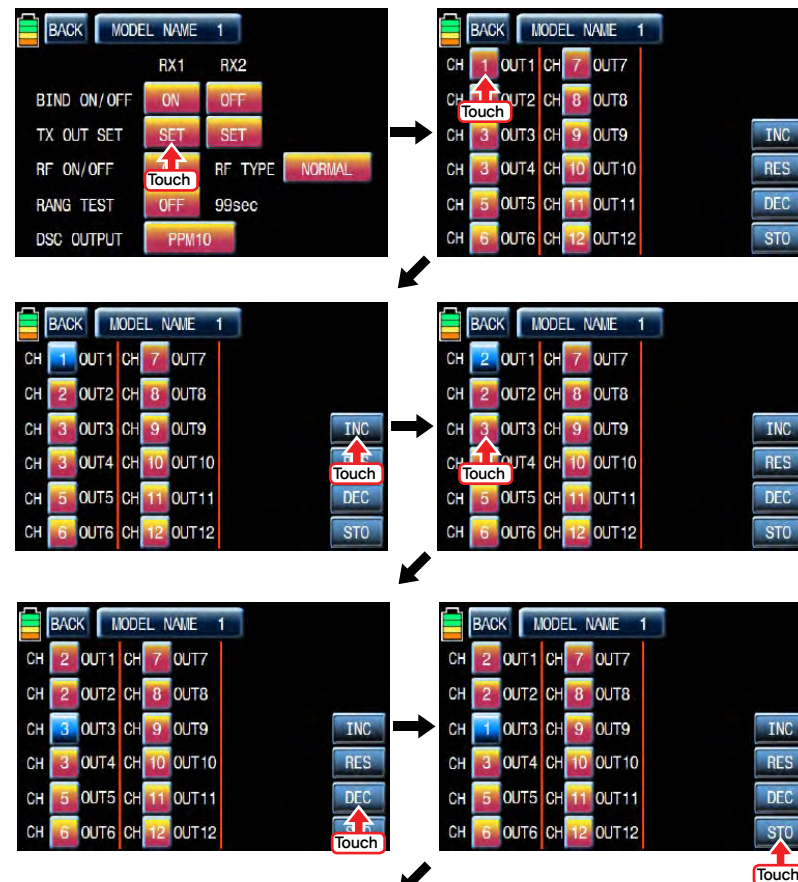 BACK MODEL NAME 1
RX1 RX2
BIND ON/OFF ON OFF
TX OUT SET SET SET
RF ON/OFF RF TYPE NORMAL
Touch
RANG TEST OFF 99sec
DSC OUTPUT PPM10
BACK MODEL NAME 1
CH 1 OUT1 CH 7 OUT7
CH OUT2 CH 8 OUT8
Touch
CH 3 OUT3 CH 9 OUT9 INC
CH 3 OUT4 CH 10 OUT10 RES
CH 5 OUT5 CH 11 OUT11 DEC
CH 6 OUT6 CH 12 OUT12 STO
BACK MODEL NAME 1
CH 1 OUT1 CH 7 OUT7
CH 2 OUT2 CH 8 OUT8
CH 3 OUT3 CH 9 OUT9 INC
CH 3 OUT4 CH 10 OUT10
Touch
CH 5 OUT5 CH 11 OUT11 DEC
CH 6 OUT6 CH 12 OUT12 STO
BACK MODEL NAME 1
CH 2 OUT1 CH 7 OUT7
CH 2 OUT2 CH 8 OUT8
CH 3 OUT3 CH 9 OUT9 INC
CH OUT4 CH 10 OUT10 RES
Touch
CH 5 OUT5 CH 11 OUT11 DEC
CH 6 OUT6 CH 12 OUT12 STO
BACK MODEL NAME 1
CH 2 OUT1 CH 7 OUT7
CH 2 OUT2 CH 8 OUT8
CH 3 OUT3 CH 9 OUT9 INC
CH 3 OUT4 CH 10 OUT10 RES
CH 5 OUT5 CH 11 OUT11 DEC
CH 6 OUT6 CH 12 OUT12
Touch
BACK MODEL NAME 1
CH 2 OUT1 CH 7 OUT7
CH 2 OUT2 CH 8 OUT8
CH 1 OUT3 CH 9 OUT9 INC
CH 3 OUT4 CH 10 OUT10 RES
CH 5 OUT5 CH 11 OUT11 DEC
CH 6 OUT6 CH 12 OUT12 STO
Touch